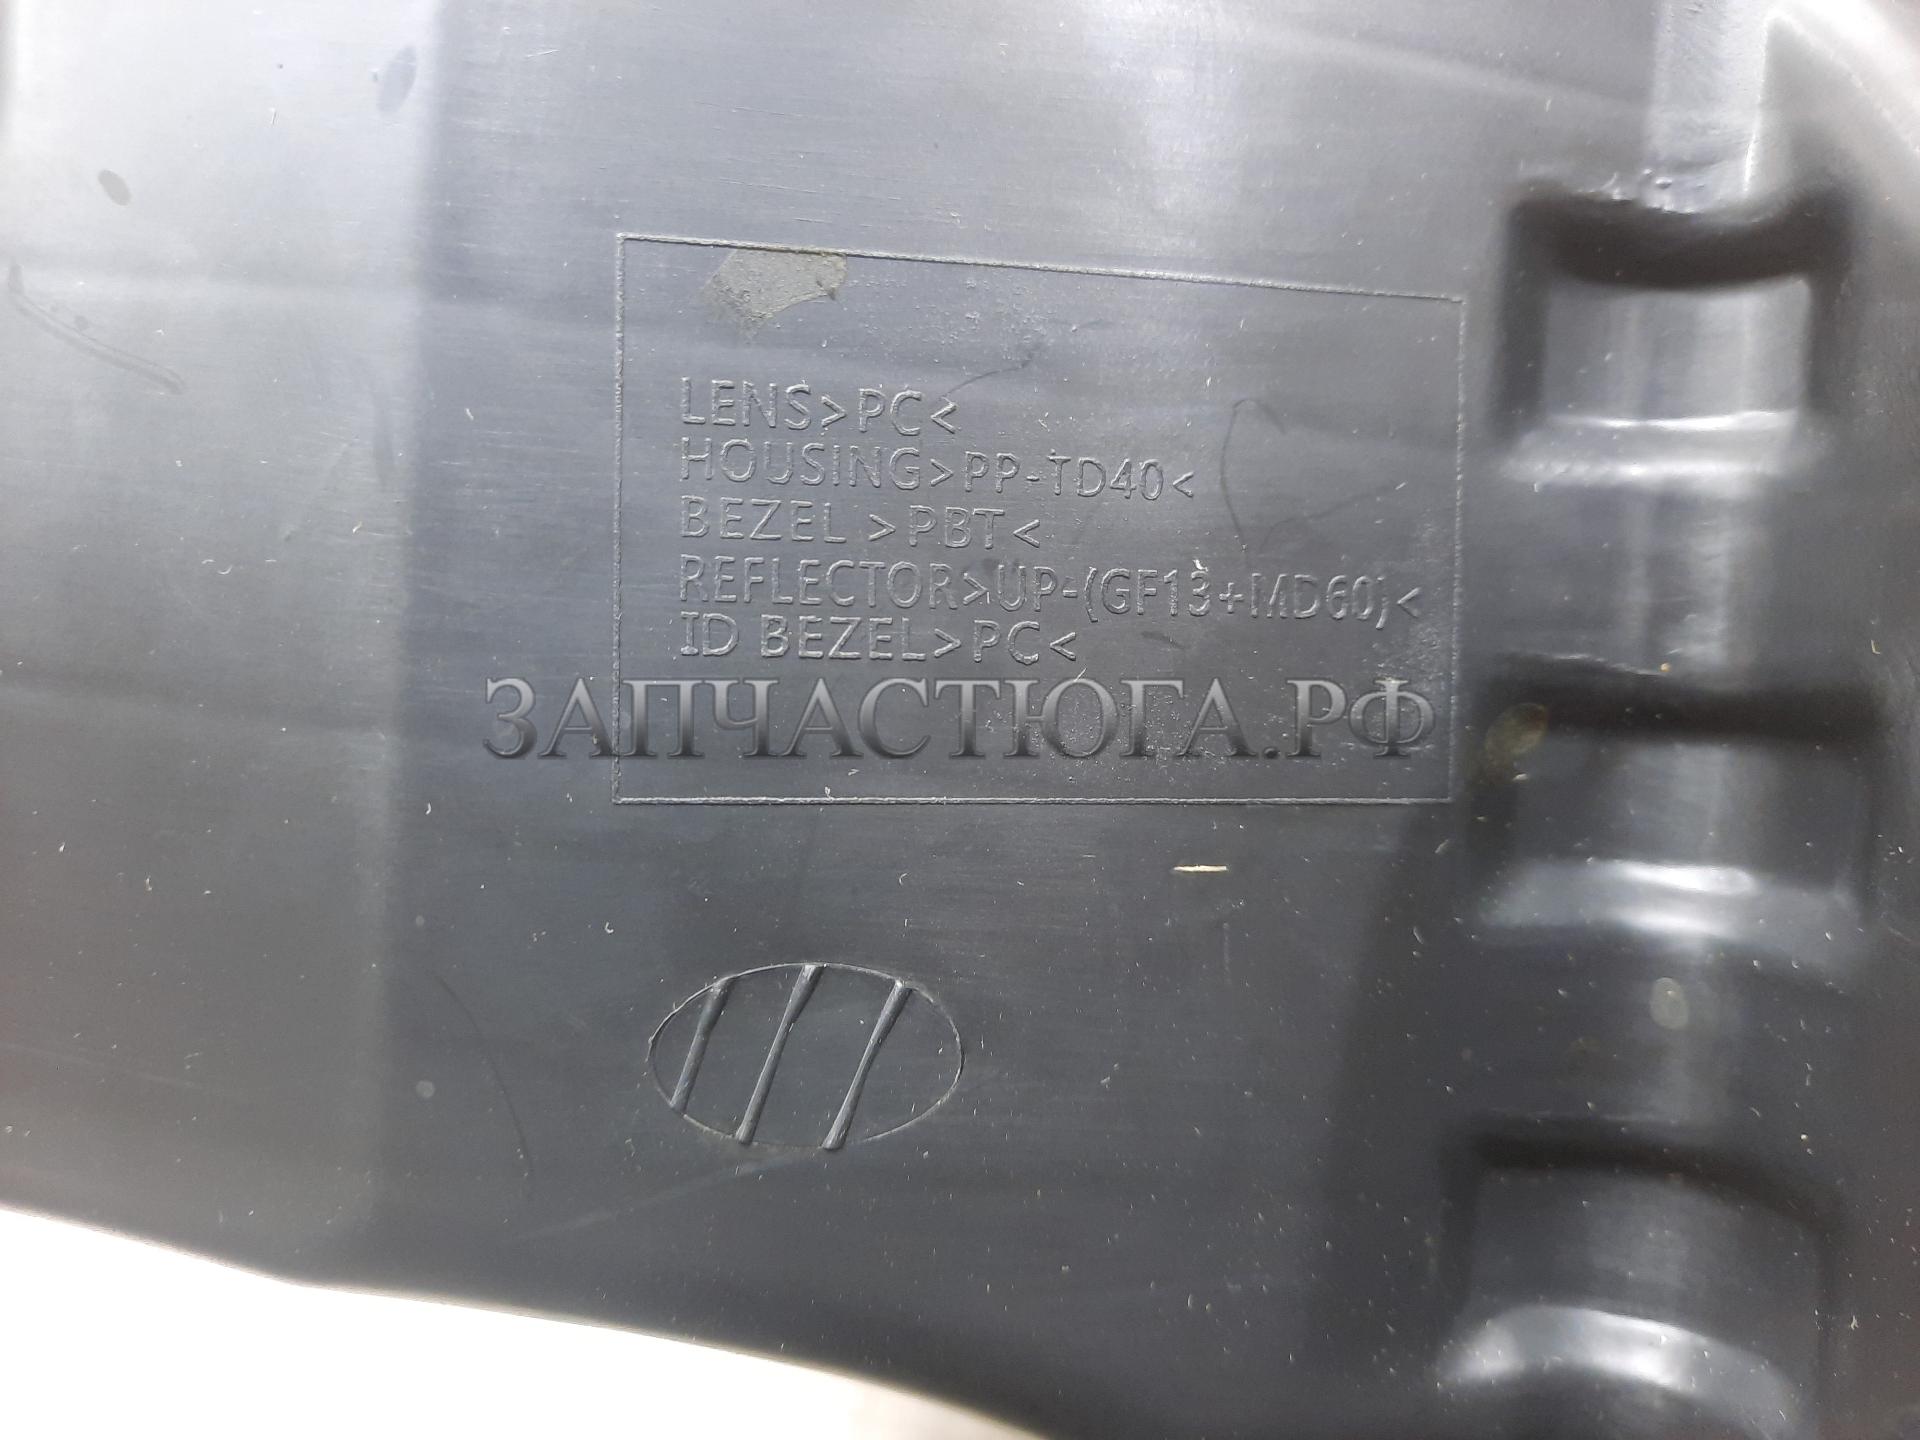 LENS>PC<
HOUSING>PP-TD40<
BEZEL >PBT<
REFLECTOR>UP-(GF13+MD60)<
ID BEZEL>PC<
ЗАПЧАСТЮГА.РФ